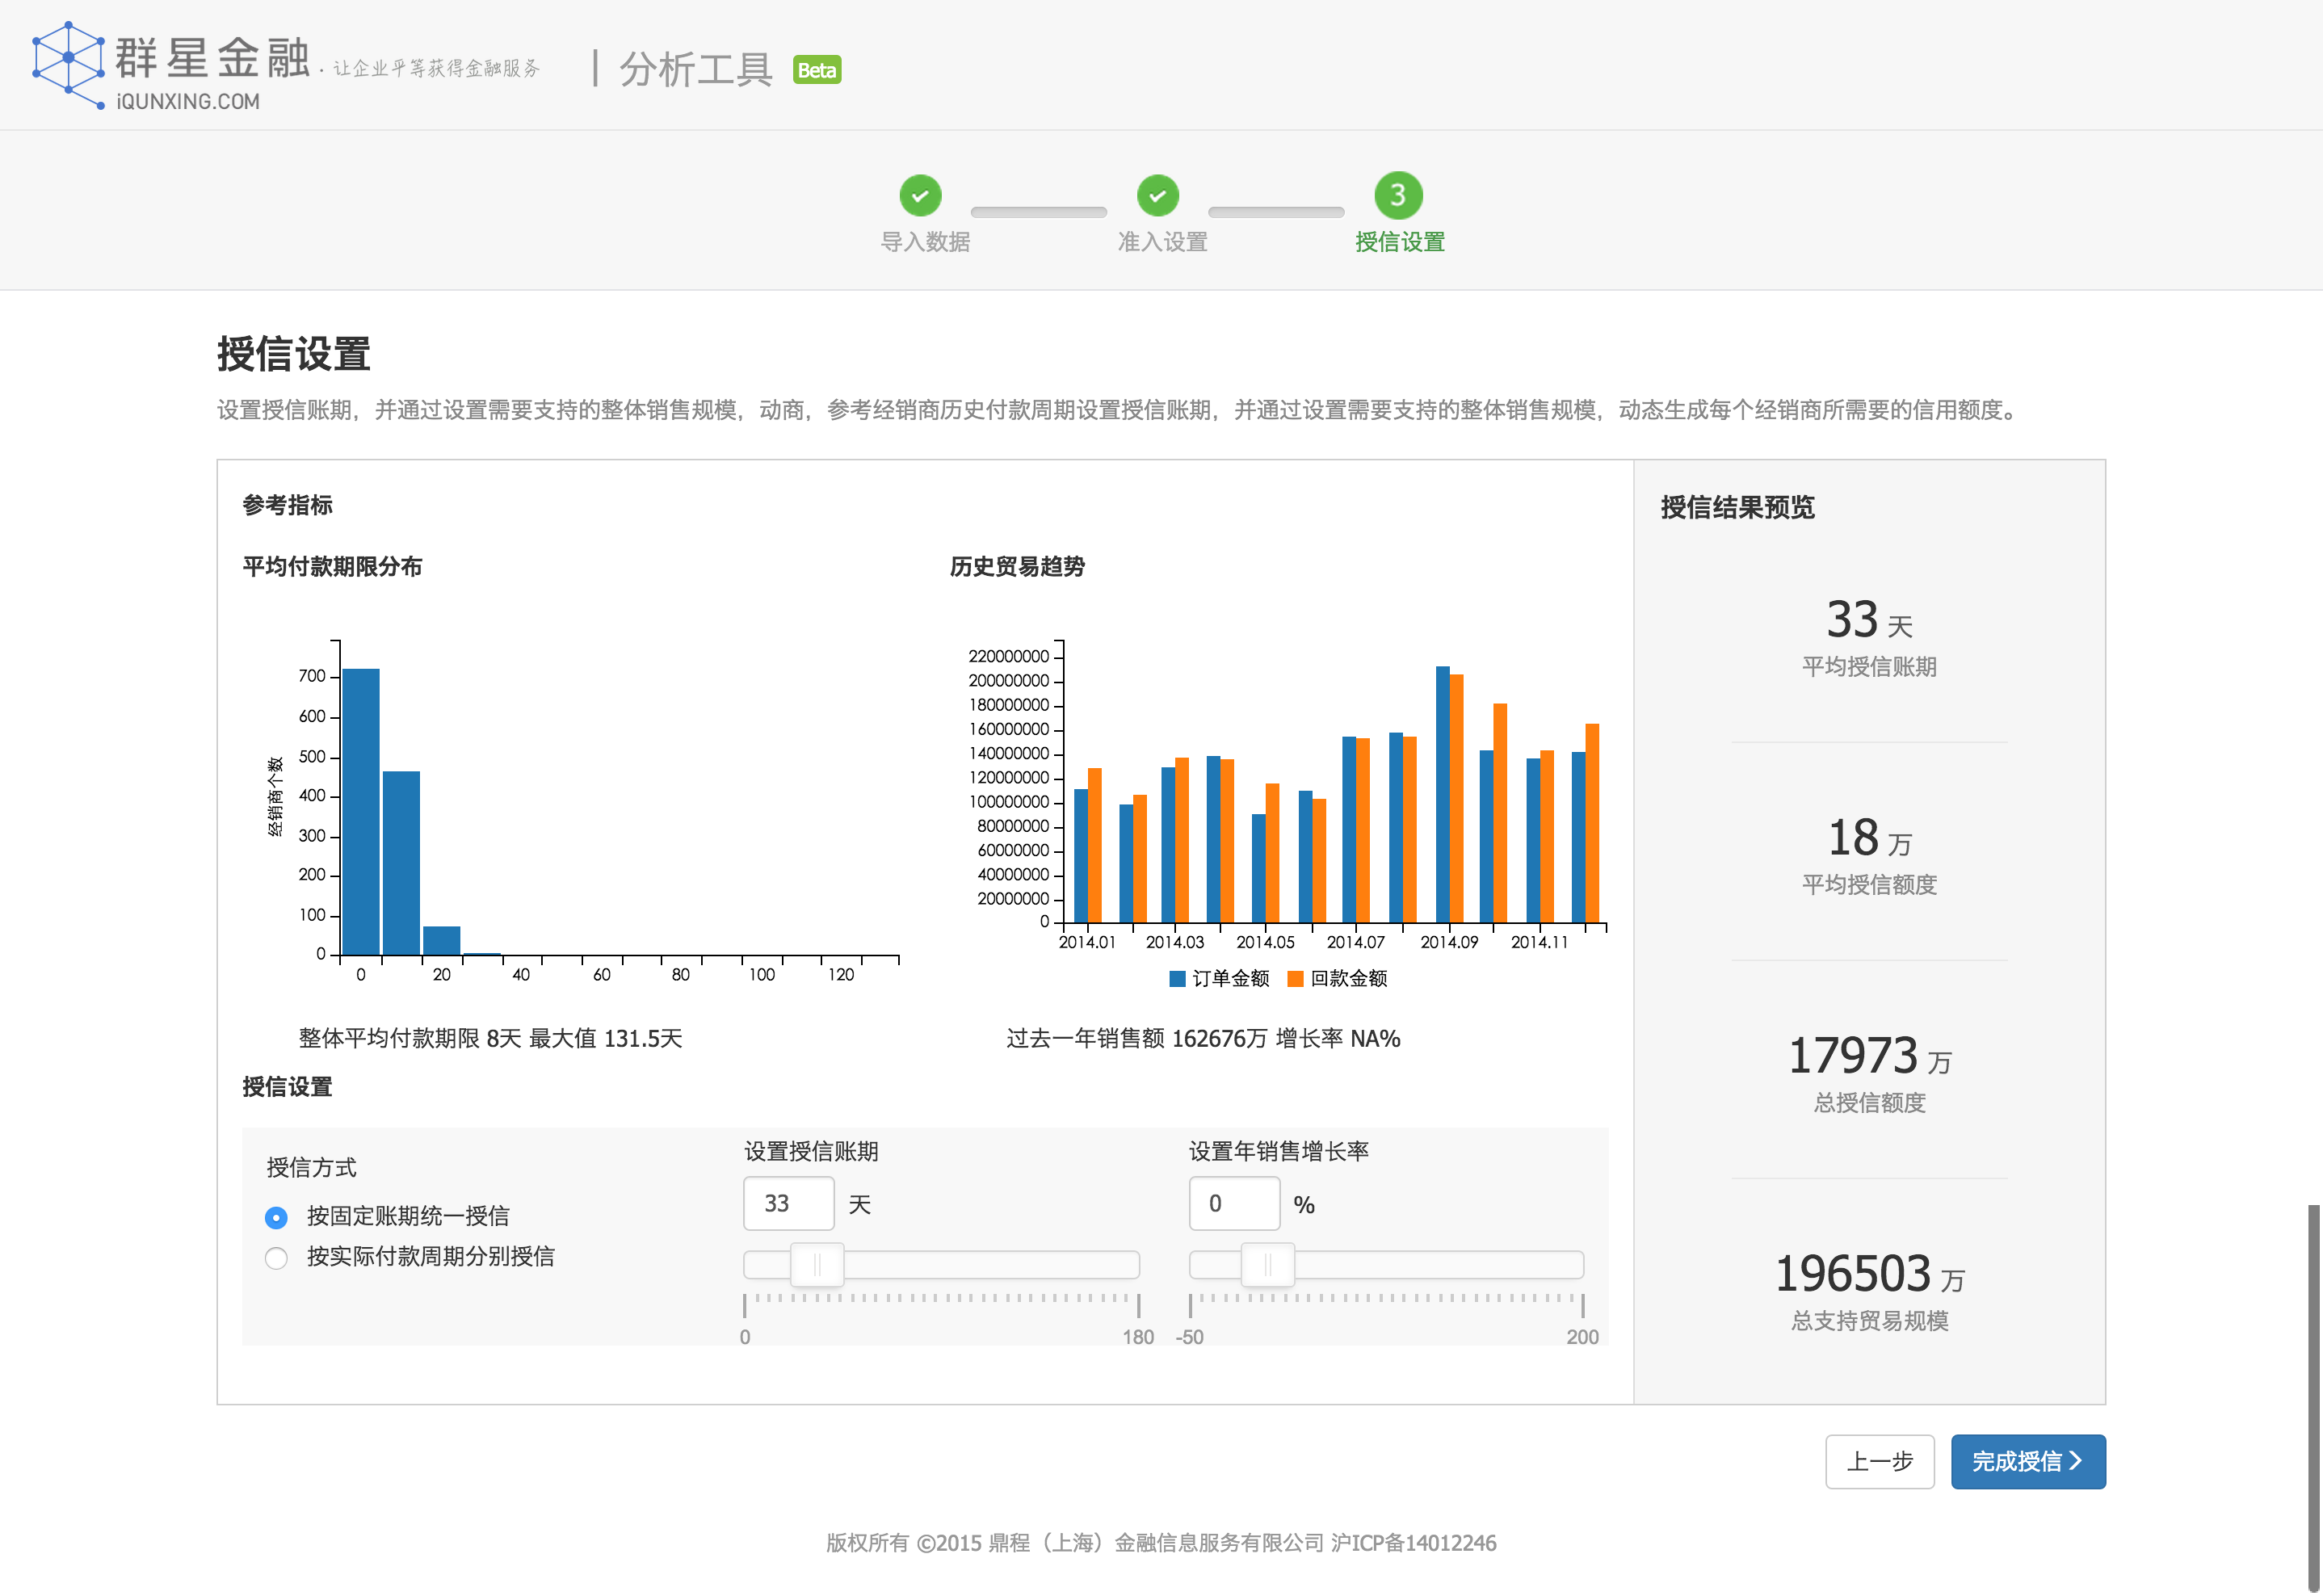 群星金融 · 让企业平等获得金融服务 | 分析工具 Beta
iQUNXING.COM
3
导入数据 准入设置 授信设置
授信设置
设置授信账期，并通过设置需要支持的整体销售规模，动商，参考经销商历史付款周期设置授信账期，并通过设置需要支持的整体销售规模，动态生成每个经销商所需要的信用额度。
参考指标
平均付款期限分布
经销商个数
700
600
500
400
300
200
100
0
0 20 40 60 80 100 120
整体平均付款期限 8天 最大值 131.5天
历史贸易趋势
220000000
200000000
180000000
160000000
140000000
120000000
100000000
80000000
60000000
40000000
20000000
0
2014.01 2014.03 2014.05 2014.07 2014.09 2014.11
订单金额 回款金额
过去一年销售额 162676万 增长率 NA%
授信设置
授信方式
按固定账期统一授信
按实际付款周期分别授信
设置授信账期
33 天
0 180
设置年销售增长率
0 %
-50 200
授信结果预览
33 天
平均授信账期
18 万
平均授信额度
17973 万
总授信额度
196503 万
总支持贸易规模
上一步 完成授信
版权所有 ©2015 鼎程（上海）金融信息服务有限公司 沪ICP备14012246